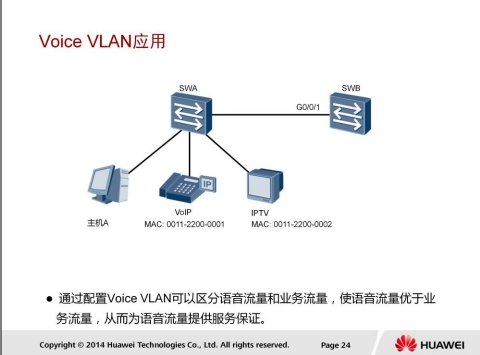 Voice VLAN应用
SWA
SWB
G0/0/1
IP
主机A
VoIP
MAC: 0011-2200-0001
IPTV
MAC: 0011-2200-0002
● 通过配置Voice VLAN可以区分语音流量和业务流量，使语音流量优于业
务流量，从而为语音流量提供服务保证。
Copyright © 2014 Huawei Technologies Co., Ltd. All rights reserved.
Page 24
HUAWEI